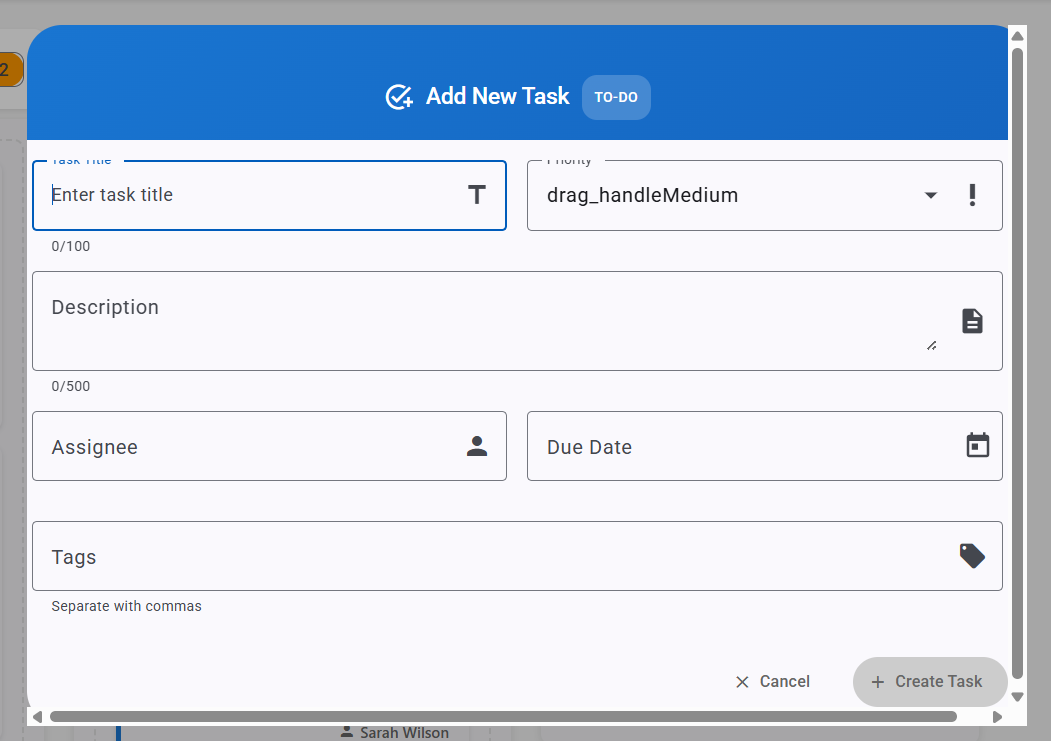 2
Add New Task TO-DO
Task Title Priority
Enter task title drag_handleMedium
0/100
Description
0/500
Assignee Due Date
Tags
Separate with commas
Cancel Create Task
Sarah Wilson